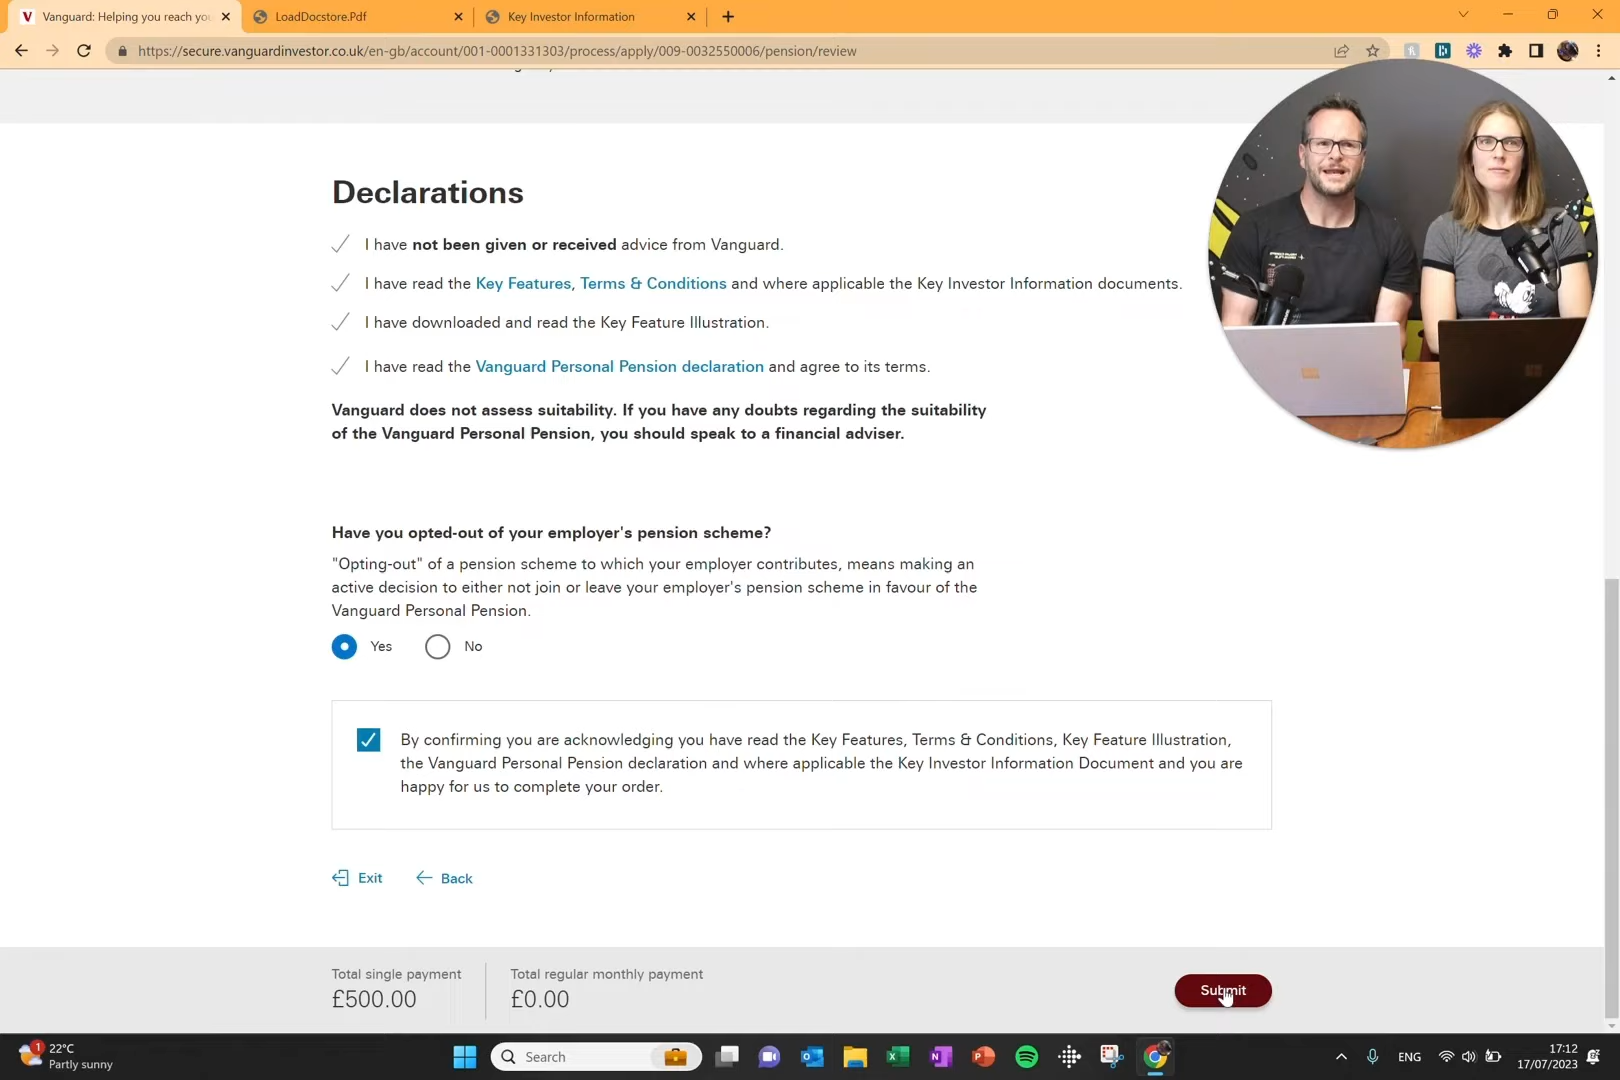 Vanguard: Helping you reach yo
LoadDocstore.Pdf
Key Investor Information
https://secure.vanguardinvestor.co.uk/en-gb/account/001-0001331303/process/apply/009-0032550006/pension/review
Declarations
I have not been given or received advice from Vanguard.
I have read the Key Features, Terms & Conditions and where applicable the Key Investor Information documents.
I have downloaded and read the Key Feature Illustration.
I have read the Vanguard Personal Pension declaration and agree to its terms.
Vanguard does not assess suitability. If you have any doubts regarding the suitability
of the Vanguard Personal Pension, you should speak to a financial adviser.
Have you opted-out of your employer's pension scheme?
"Opting-out" of a pension scheme to which your employer contributes, means making an
active decision to either not join or leave your employer's pension scheme in favour of the
Vanguard Personal Pension.
Yes No
By confirming you are acknowledging you have read the Key Features, Terms & Conditions, Key Feature Illustration,
the Vanguard Personal Pension declaration and where applicable the Key Investor Information Document and you are
happy for us to complete your order.
Exit Back
Total single payment
£500.00
Total regular monthly payment
£0.00
Submit
1
22°C
Partly sunny
Search
ENG
17:12
17/07/2023